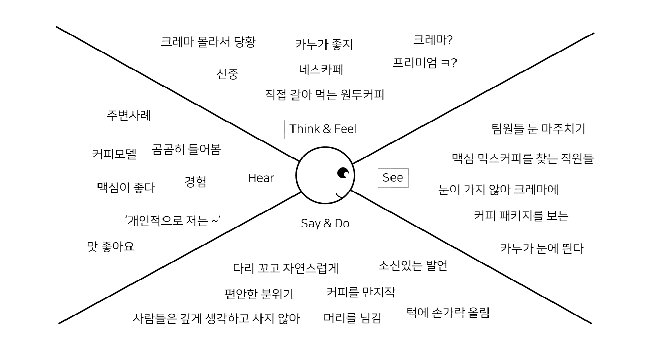 크레마 몰라서 당황
카누가 좋지
크레마?
신중
네스카페
프리미엄 ㅋ?
직접 갈아 먹는 원두커피
Think & Feel
주변사례
커피모델
곰곰히 들어봄
맥심이 좋다
경험
'개인적으로 저는 ~'
맛 좋아요
Hear
See
팀원들 눈 마주치기
맥심 믹스커피를 찾는 직원들
눈이 가지 않아 크레마에
커피 패키지를 보는
카누가 눈에 띈다
Say & Do
다리 꼬고 자연스럽게
소신있는 발언
편안한 분위기
커피를 만지작
사람들은 깊게 생각하고 사지 않아
머리를 넘김
턱에 손가락 올림